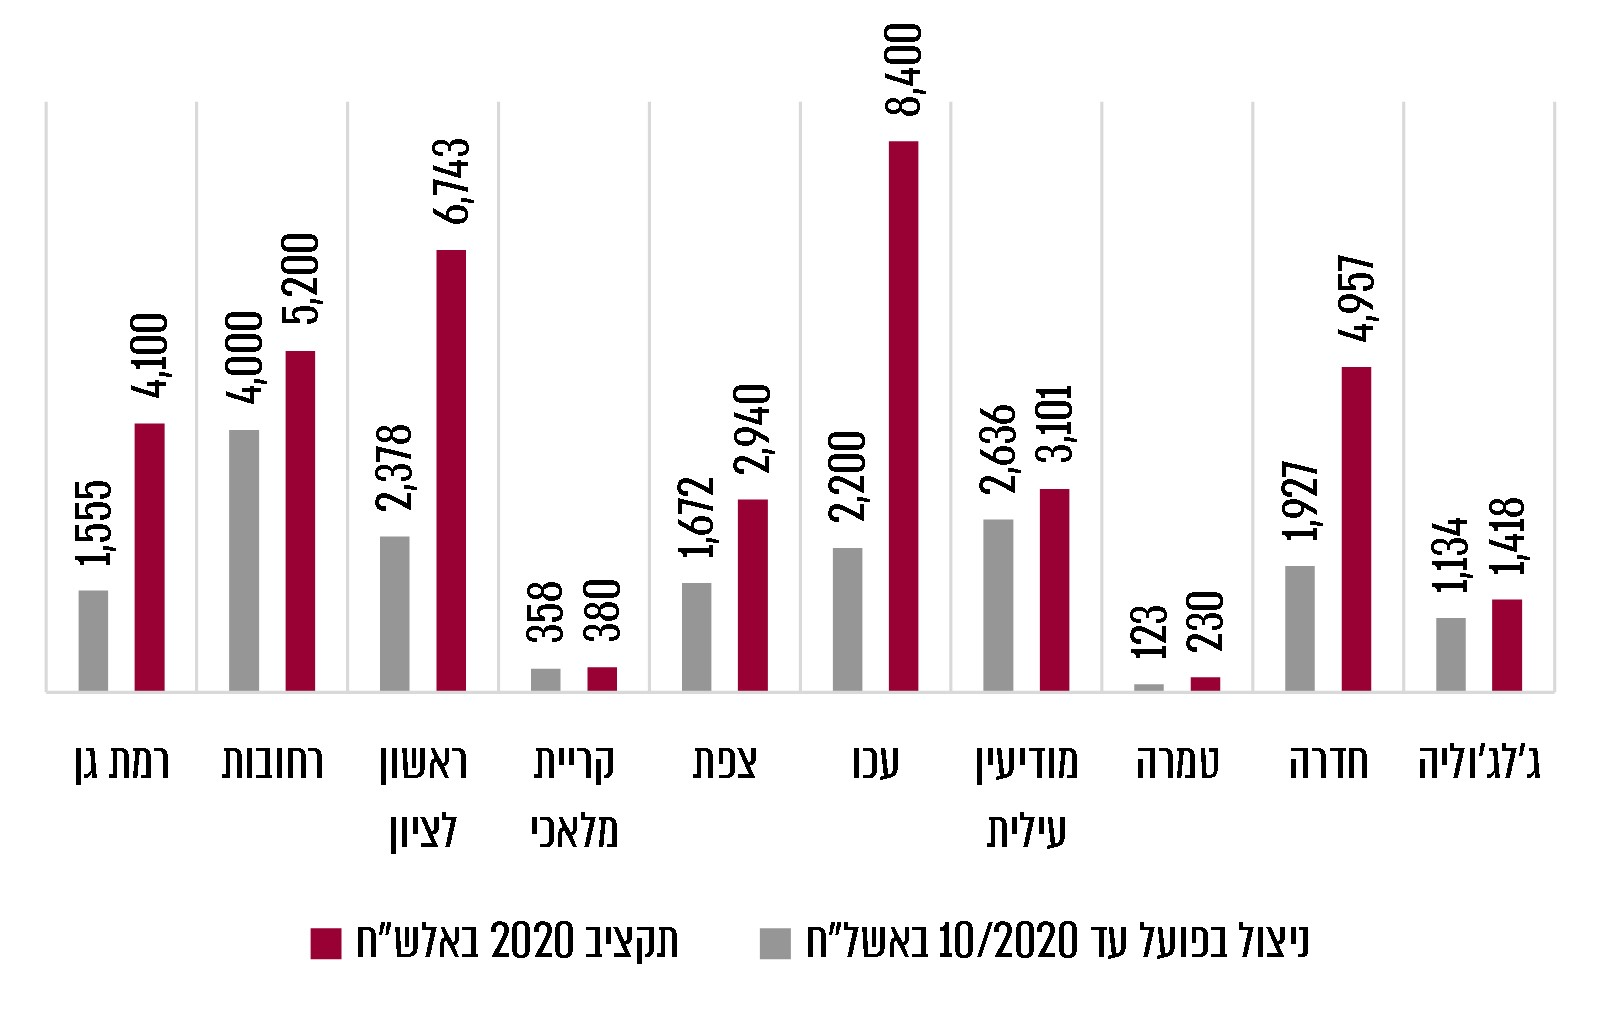 8,400
6,743
5,200
4,957
4,100
4,000
2,940
3,101
2,378
2,636
2,200
1,555
1,672
1,927
1,418
1,134
358
380
123
230
ג'לג'וליה
חדרה
טמרה
מודיעין
עילית
עכו
צפת
קריית
מלאכי
ראשון
לציון
רחובות
רמת גן
ניצול בפועל עד 10/2020 באשל"ח
תקציב 2020 באלש"ח